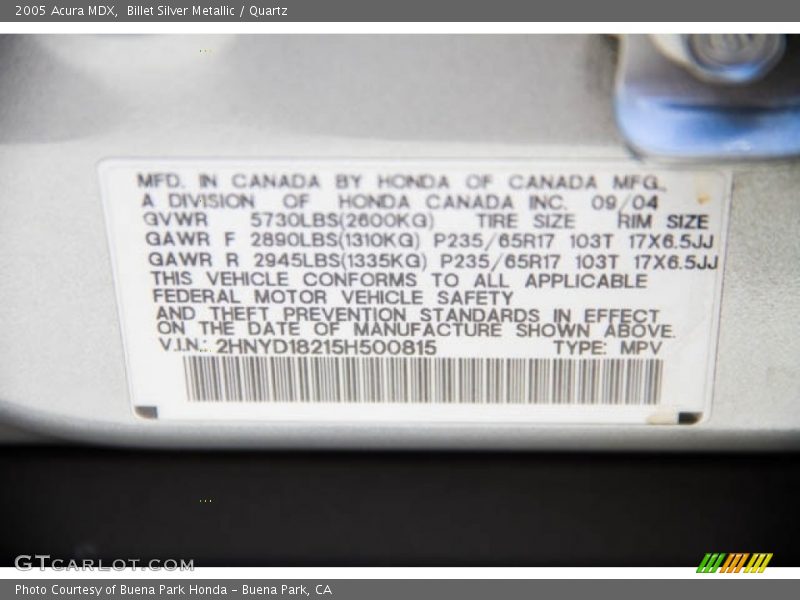 2005 Acura MDX, Billet Silver Metallic / Quartz
MFD. IN CANADA BY HONDA OF CANADA MFG.,
A DIVISION OF HONDA CANADA INC. 09/04
GVWR 5730LBS(2600KG) TIRE SIZE RIM SIZE
GAWR F 2890LBS(1310KG) P235/65R17 103T 17X6.5JJ
GAWR R 2945LBS(1335KG) P235/65R17 103T 17X6.5JJ
THIS VEHICLE CONFORMS TO ALL APPLICABLE
FEDERAL MOTOR VEHICLE SAFETY
AND THEFT PREVENTION STANDARDS IN EFFECT
ON THE DATE OF MANUFACTURE SHOWN ABOVE.
V.I.N.: 2HNYD18215H500815 TYPE: MPV
GTCARLOT.COM
Photo Courtesy of Buena Park Honda - Buena Park, CA